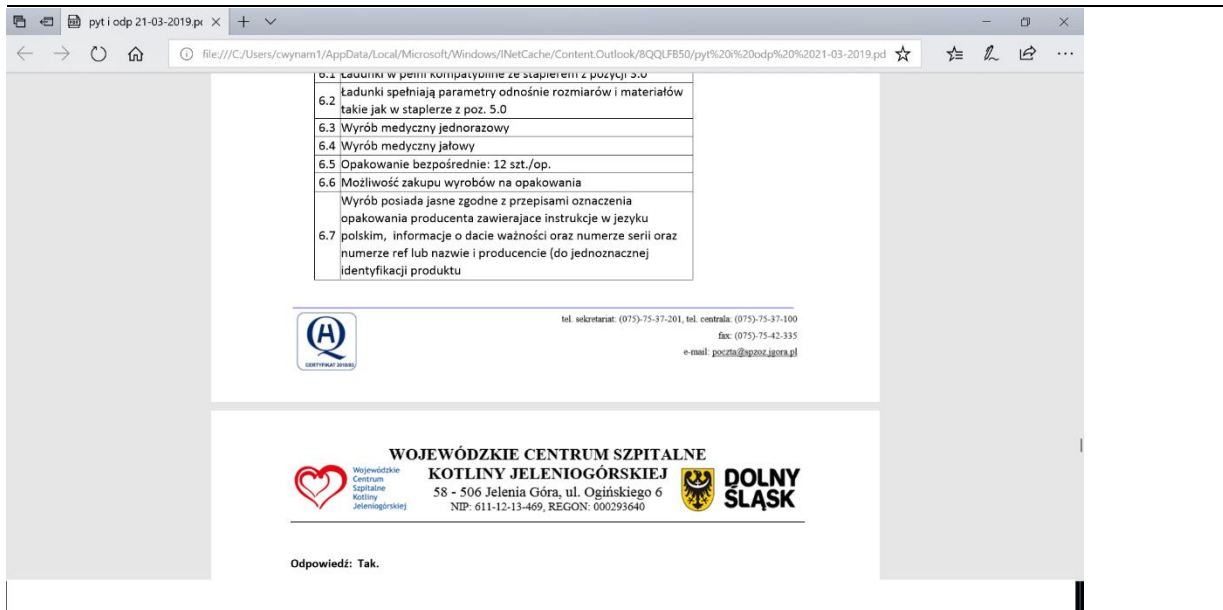 pyt i odp 21-03-2019.pc
file:///C:/Users/cwynam1/AppData/Local/Microsoft/Windows/INetCache/Content.Outlook/8QQLFB50/pyt%20i%20odp%20%2021-03-2019.pd
6.1 Ładunki w pełni kompatybilne ze staplerem z pozycji 5.0
6.2 Ładunki spełniają parametry odnośnie rozmiarów i materiałów
takie jak w staplerze z poz. 5.0
6.3 Wyrób medyczny jednorazowy
6.4 Wyrób medyczny jałowy
6.5 Opakowanie bezpośrednie: 12 szt./op.
6.6 Możliwość zakupu wyrobów na opakowania
Wyrób posiada jasne zgodne z przepisami oznaczenia
opakowania producenta zawierajace instrukcje w jezyku
6.7 polskim, informacje o dacie ważności oraz numerze serii oraz
numerze ref lub nazwie i producencie (do jednoznacznej
identyfikacji produktu
tel. sekretariat: (075)-75-37-201, tel. centrala: (075)-75-37-100
fax: (075)-75-42-335
e-mail: poczta@spzoz.jgora.pl
WOJEWÓDZKIE CENTRUM SZPITALNE
KOTLINY JELENIOGÓRSKIEJ
58 - 506 Jelenia Góra, ul. Ogińskiego 6
NIP: 611-12-13-469, REGON: 000293640
Wojewódzkie
Centrum
Szpitalne
Kotliny
Jeleniogórskiej
DOLNY
ŚLĄSK
Odpowiedź: Tak.